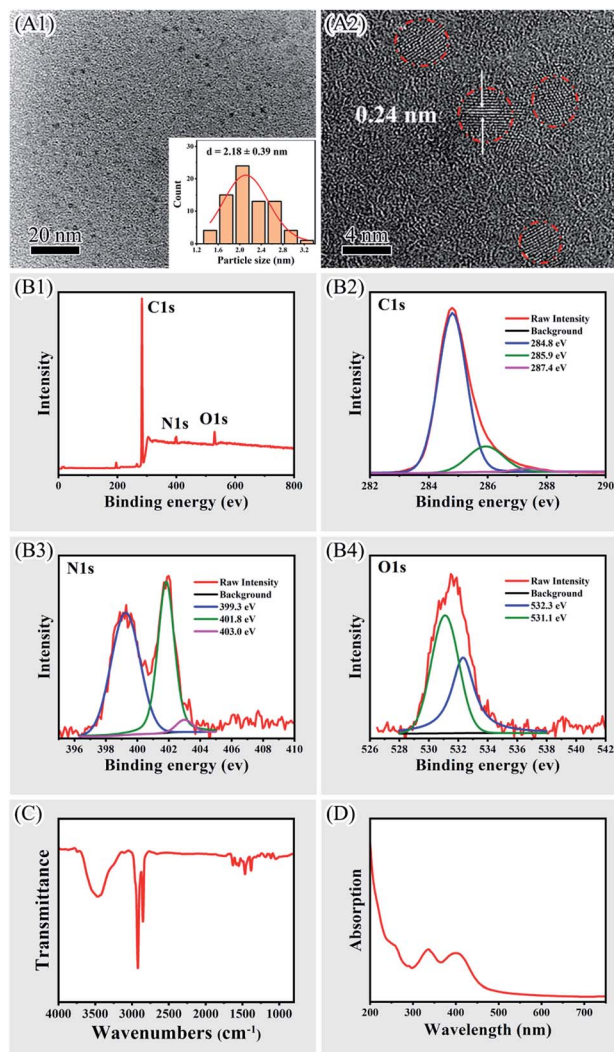 (A1)
d = 2.18 ± 0.39 nm
Count
30
20
10
0
1.2 1.6 2.0 2.4 2.8 3.2
Particle size (nm)
20 nm
(A2)
0.24 nm
4 nm
(B1)
C1s
N1s
O1s
Intensity
0 200 400 600 800
Binding energy (ev)
(B2)
C1s
Raw Intensity
Background
284.8 eV
285.9 eV
287.4 eV
Intensity
282 284 286 288 290
Binding energy (ev)
(B3)
N1s
Raw Intensity
Background
399.3 eV
401.8 eV
403.0 eV
Intensity
396 398 400 402 404 406 408 410
Binding energy (ev)
(B4)
O1s
Raw Intensity
Background
532.3 eV
531.1 eV
Intensity
526 528 530 532 534 536 538 540 542
Binding energy (ev)
(C)
Transmittance
4000 3500 3000 2500 2000 1500 1000
Wavenumbers (cm⁻¹)
(D)
Absorption
200 300 400 500 600 700
Wavelength (nm)